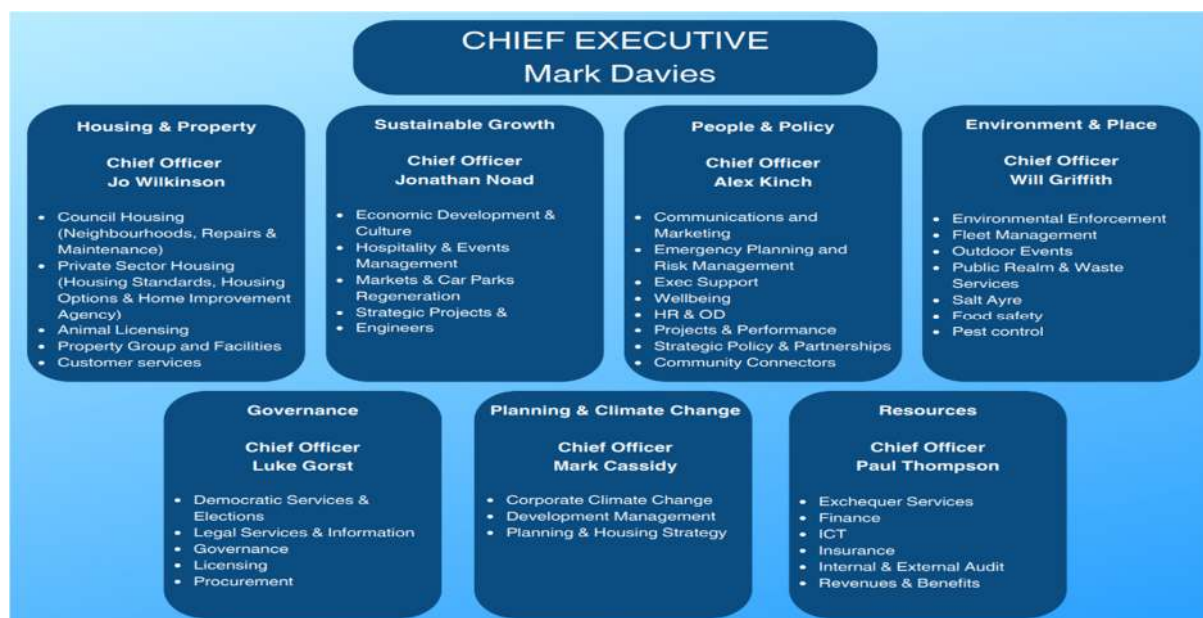 CHIEF EXECUTIVE
Mark Davies
Housing & Property
Chief Officer
Jo Wilkinson
• Council Housing
(Neighbourhoods, Repairs &
Maintenance)
• Private Sector Housing
(Housing Standards, Housing
Options & Home Improvement
Agency)
• Animal Licensing
• Property Group and Facilities
• Customer services
Sustainable Growth
Chief Officer
Jonathan Noad
• Economic Development &
Culture
• Hospitality & Events
Management
• Markets & Car Parks
Regeneration
• Strategic Projects &
• Engineers
People & Policy
Chief Officer
Alex Kinch
• Communications and
Marketing
• Emergency Planning and
Risk Management
• Exec Support
• Wellbeing
• HR & OD
• Projects & Performance
• Strategic Policy & Partnerships
• Community Connectors
Environment & Place
Chief Officer
Will Griffith
• Environmental Enforcement
• Fleet Management
• Outdoor Events
• Public Realm & Waste
Services
• Salt Ayre
• Food safety
• Pest control
Governance
Chief Officer
Luke Gorst
• Democratic Services &
Elections
• Legal Services & Information
• Governance
• Licensing
• Procurement
Planning & Climate Change
Chief Officer
Mark Cassidy
• Corporate Climate Change
• Development Management
• Planning & Housing Strategy
Resources
Chief Officer
Paul Thompson
• Exchequer Services
• Finance
• ICT
• Insurance
• Internal & External Audit
• Revenues & Benefits